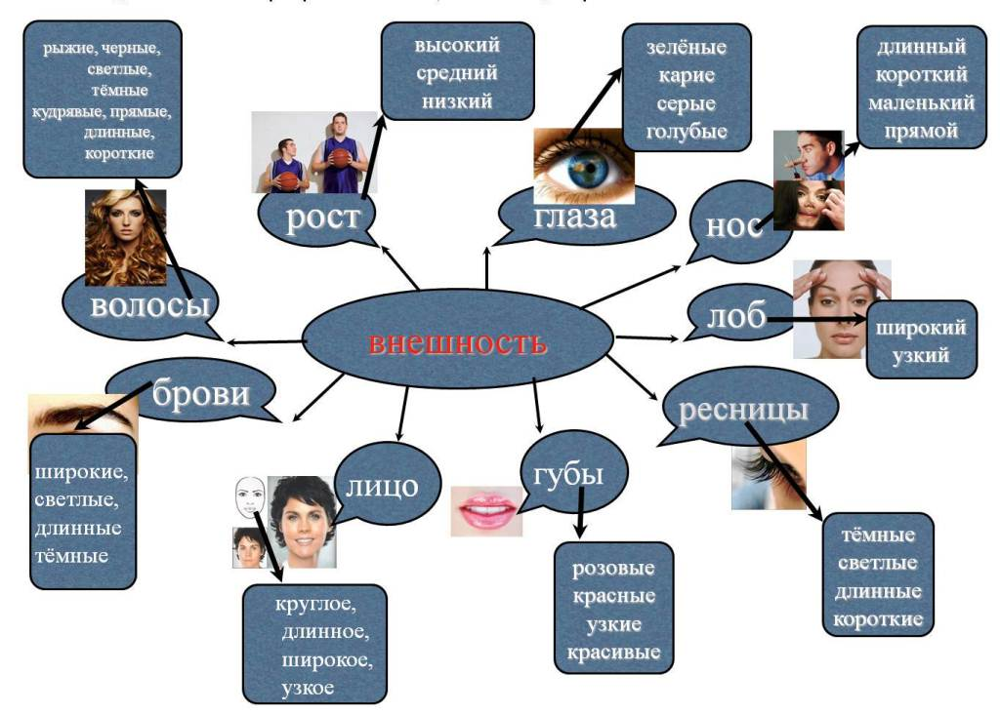 рыжие, черные,
светлые,
тёмные
кудрявые, прямые,
длинные,
короткие
высокий
средний
низкий
зелёные
карие
серые
голубые
длинный
короткий
маленький
прямой
рост
глаза
нос
волосы
внешность
лоб
широкий
узкий
брови
ресницы
широкие,
светлые,
длинные
тёмные
лицо
губы
круглое,
длинное,
широкое,
узкое
розовые
красные
узкие
красивые
тёмные
светлые
длинные
короткие